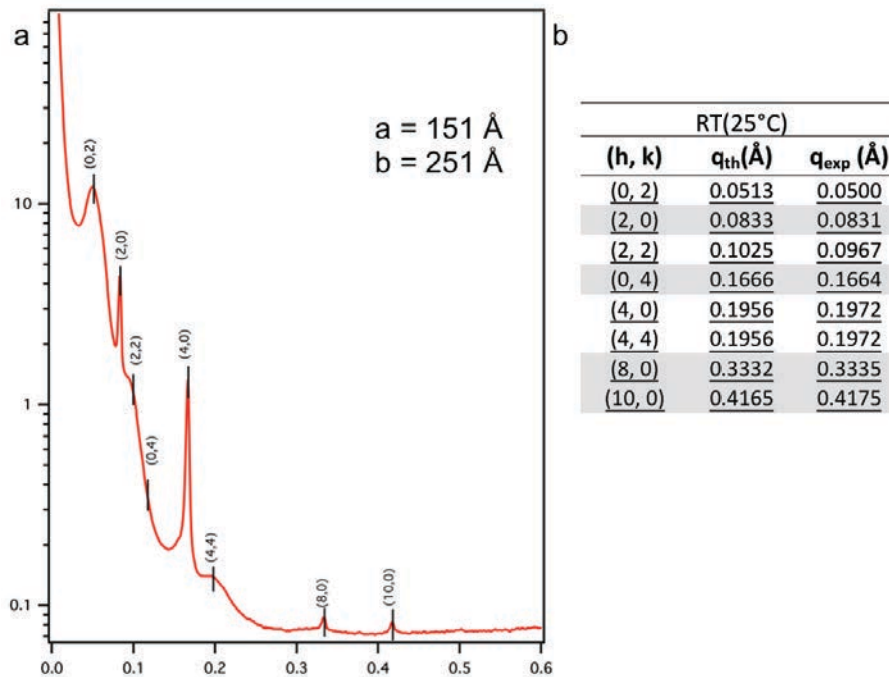 a
a = 151 Å
b = 251 Å
(0,2)
(2,0)
(2,2)
(0,4)
(4,0)
(4,4)
(8,0)
(10,0)
10
1
0.1
0.0 0.1 0.2 0.3 0.4 0.5 0.6
b
RT(25°C)
(h, k) qth(Å) qexp (Å)
(0, 2) 0.0513 0.0500
(2, 0) 0.0833 0.0831
(2, 2) 0.1025 0.0967
(0, 4) 0.1666 0.1664
(4, 0) 0.1956 0.1972
(4, 4) 0.1956 0.1972
(8, 0) 0.3332 0.3335
(10, 0) 0.4165 0.4175